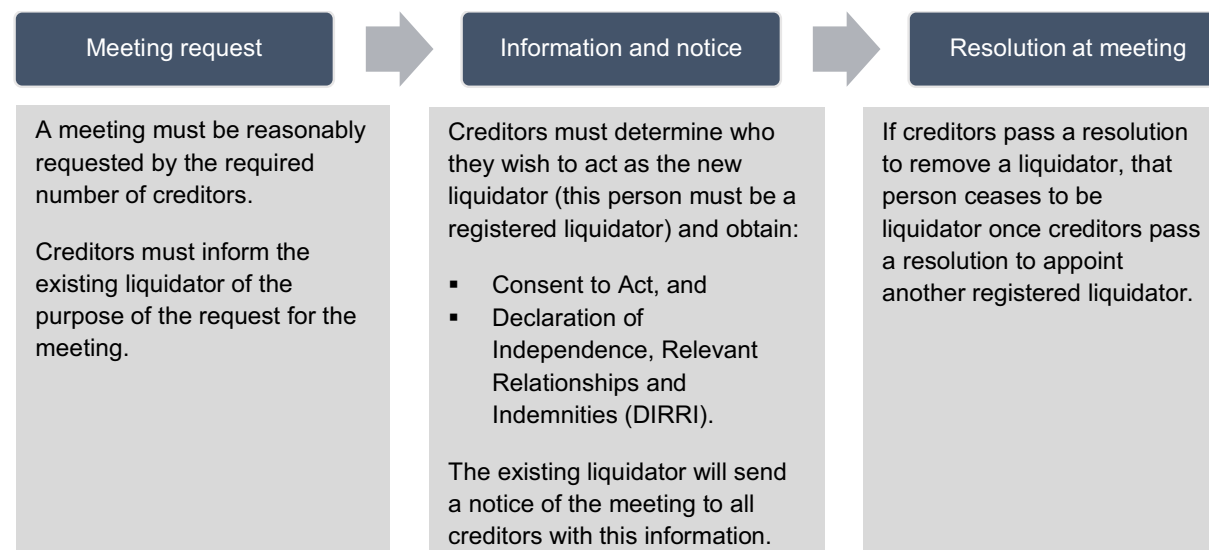 Meeting request
Information and notice
Resolution at meeting
A meeting must be reasonably
requested by the required
number of creditors.
Creditors must inform the
existing liquidator of the
purpose of the request for the
meeting.
Creditors must determine who
they wish to act as the new
liquidator (this person must be a
registered liquidator) and obtain:
▪ Consent to Act, and
▪ Declaration of
Independence, Relevant
Relationships and
Indemnities (DIRRI).
The existing liquidator will send
a notice of the meeting to all
creditors with this information.
If creditors pass a resolution
to remove a liquidator, that
person ceases to be
liquidator once creditors pass
a resolution to appoint
another registered liquidator.